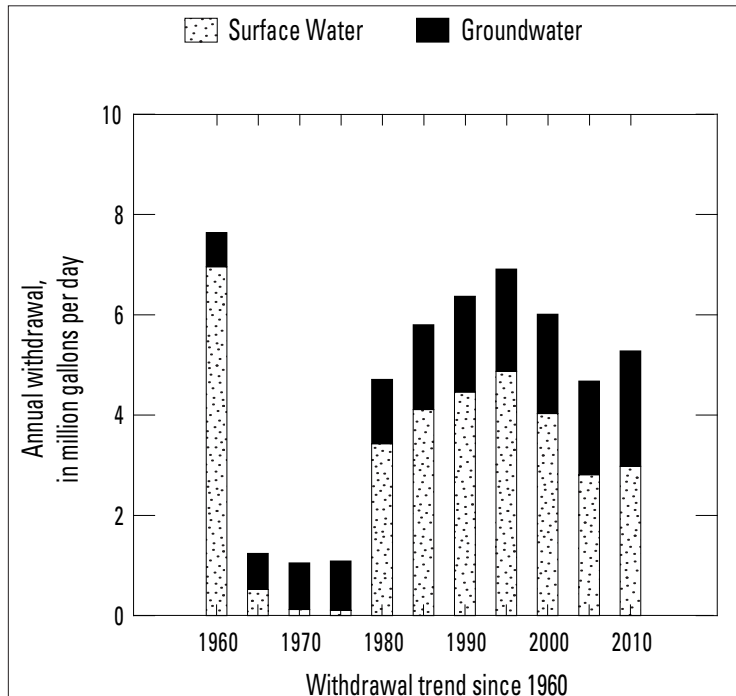 Surface Water Groundwater
10
8
6
4
2
0
Annual withdrawal,
in million gallons per day
1960 1970 1980 1990 2000 2010
Withdrawal trend since 1960